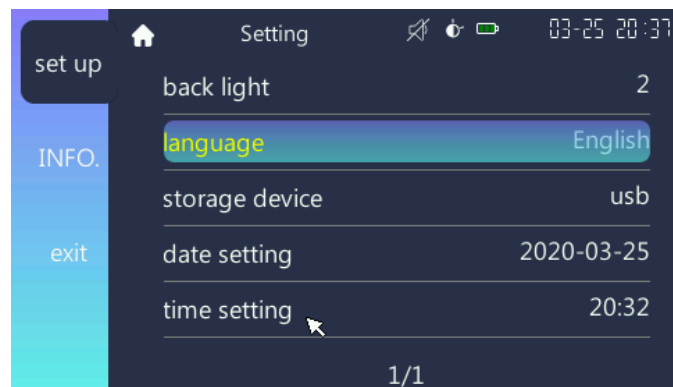 Setting 03-25 20:37
set up
back light 2
language English
INFO.
storage device usb
exit
date setting 2020-03-25
time setting 20:32
1/1